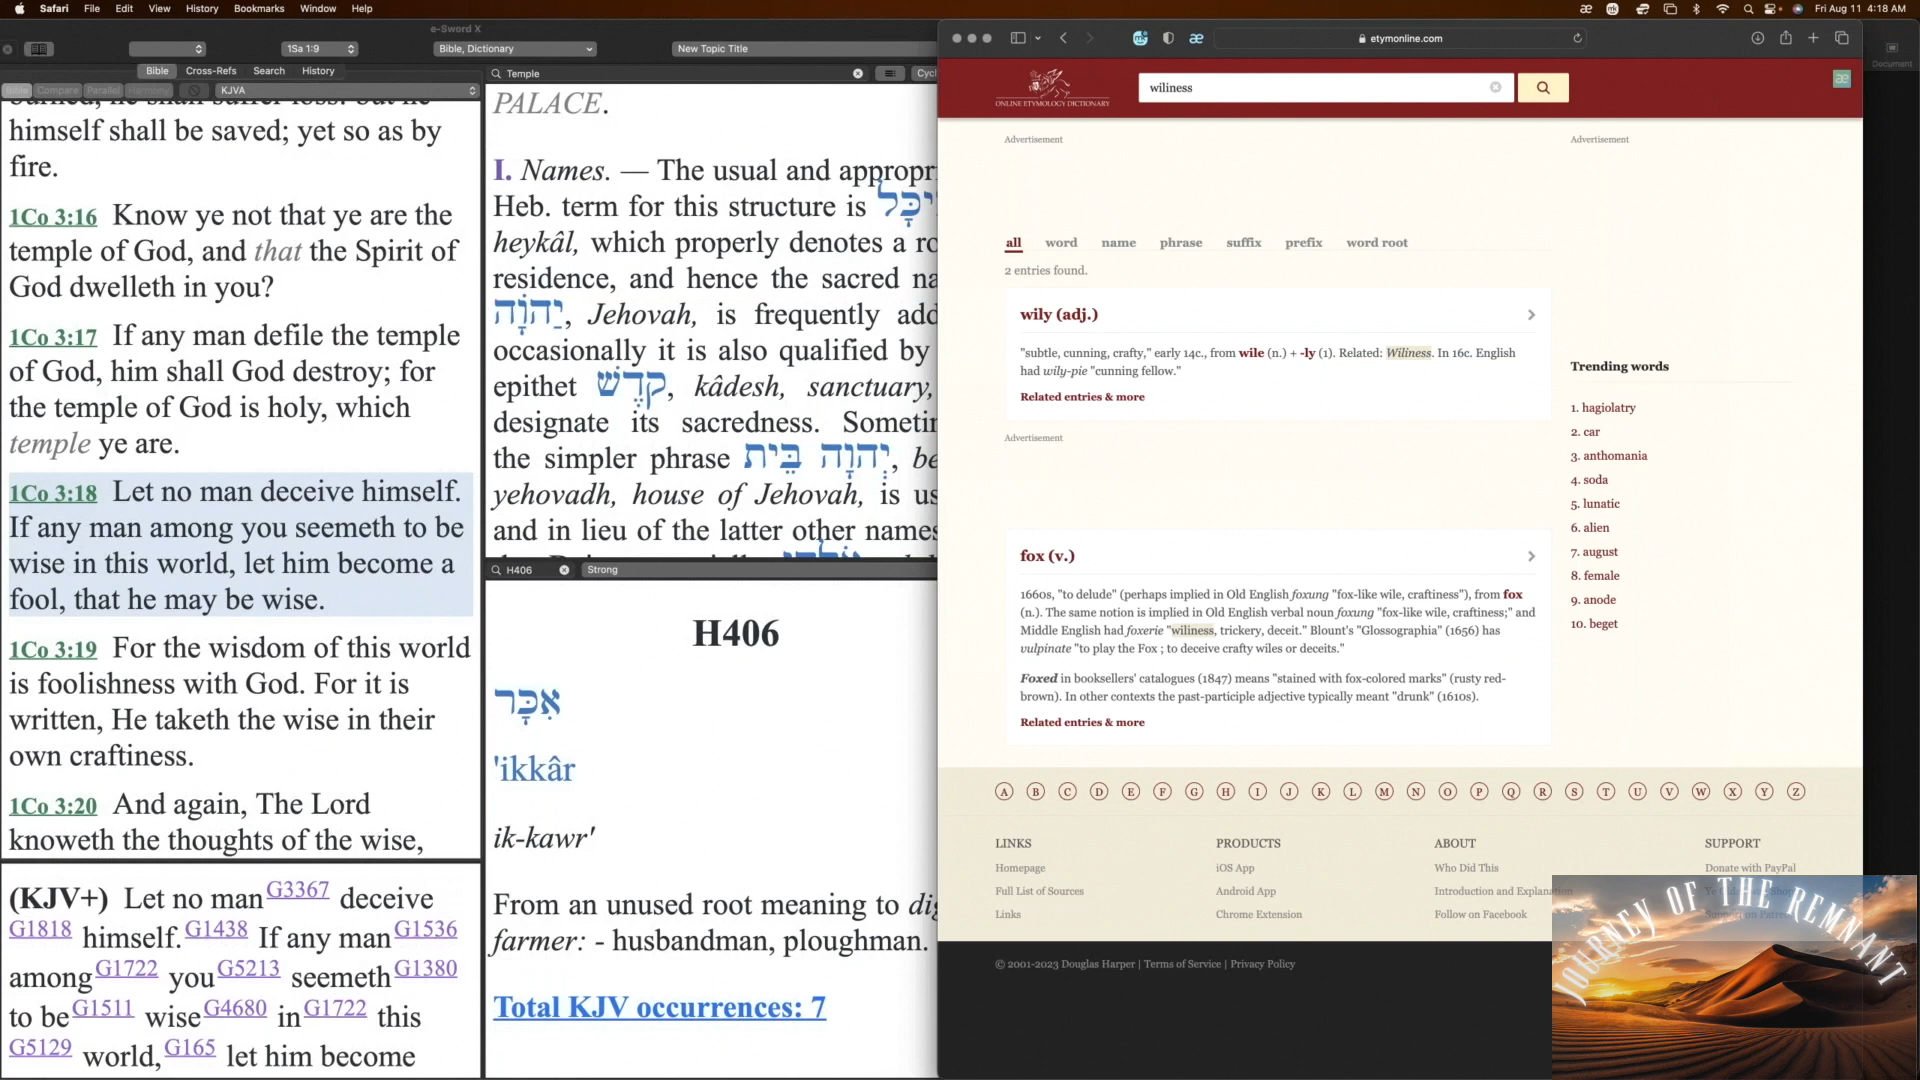 Safari File Edit View History Bookmarks Window Help
Fri Aug 11 4:18 AM
e-Sword X
1Sa 1:9
Bible, Dictionary
New Topic Title
Bible Cross-Refs Search History
Bible Compare Parallel Harmony
KJVA
himself shall be saved; yet so as by
fire.
1Co 3:16 Know ye not that ye are the
temple of God, and that the Spirit of
God dwelleth in you?
1Co 3:17 If any man defile the temple
of God, him shall God destroy; for
the temple of God is holy, which
temple ye are.
1Co 3:18 Let no man deceive himself.
If any man among you seemeth to be
wise in this world, let him become a
fool, that he may be wise.
1Co 3:19 For the wisdom of this world
is foolishness with God. For it is
written, He taketh the wise in their
own craftiness.
1Co 3:20 And again, The Lord
knoweth the thoughts of the wise,
(KJV+) Let no man G3367 deceive
G1818 himself. G1438 If any man G1536
among G1722 you G5213 seemeth G1380
to be G1511 wise G4680 in G1722 this
G5129 world, G165 let him become
Temple
Cycl
PALACE.
I. Names. — The usual and appropr
Heb. term for this structure is
heykâl, which properly denotes a ro
residence, and hence the sacred na
יַהוָֹה, Jehovah, is frequently add
occasionally it is also qualified by
epithet קֹדֶשׁ, kâdesh, sanctuary,
designate its sacredness. Sometin
the simpler phrase יְהוָֹה בֵּית, be
yehovadh, house of Jehovah, is us
and in lieu of the latter other names
H406
Strong
H406
אִכָּר
'ikkâr
ik-kawr'
From an unused root meaning to dig
farmer: - husbandman, ploughman.
Total KJV occurrences: 7
etymonline.com
Document
ONLINE ETYMOLOGY DICTIONARY
wiliness
æ
Advertisement
Advertisement
all word name phrase suffix prefix word root
2 entries found.
wily (adj.)
"subtle, cunning, crafty," early 14c., from wile (n.) + -ly (1). Related: Wiliness. In 16c. English
had wily-pie "cunning fellow."
Related entries & more
Advertisement
fox (v.)
1660s, "to delude" (perhaps implied in Old English foxung "fox-like wile, craftiness"), from fox
(n.). The same notion is implied in Old English verbal noun foxung "fox-like wile, craftiness;" and
Middle English had foxerie "wiliness, trickery, deceit." Blount's "Glossographia" (1656) has
vulpinate "to play the Fox ; to deceive crafty wiles or deceits."
Foxed in booksellers' catalogues (1847) means "stained with fox-colored marks" (rusty red-
brown). In other contexts the past-participle adjective typically meant "drunk" (1610s).
Related entries & more
Trending words
1. hagiolatry
2. car
3. anthomania
4. soda
5. lunatic
6. alien
7. august
8. female
9. anode
10. beget
A B C D E F G H I J K L M N O P Q R S T U V W X Y Z
LINKS
Homepage
Full List of Sources
Links
PRODUCTS
iOS App
Android App
Chrome Extension
ABOUT
Who Did This
Introduction and Explanation
Follow on Facebook
SUPPORT
Donate with PayPal
© 2001-2023 Douglas Harper | Terms of Service | Privacy Policy
JOURNEY OF THE REMNANT